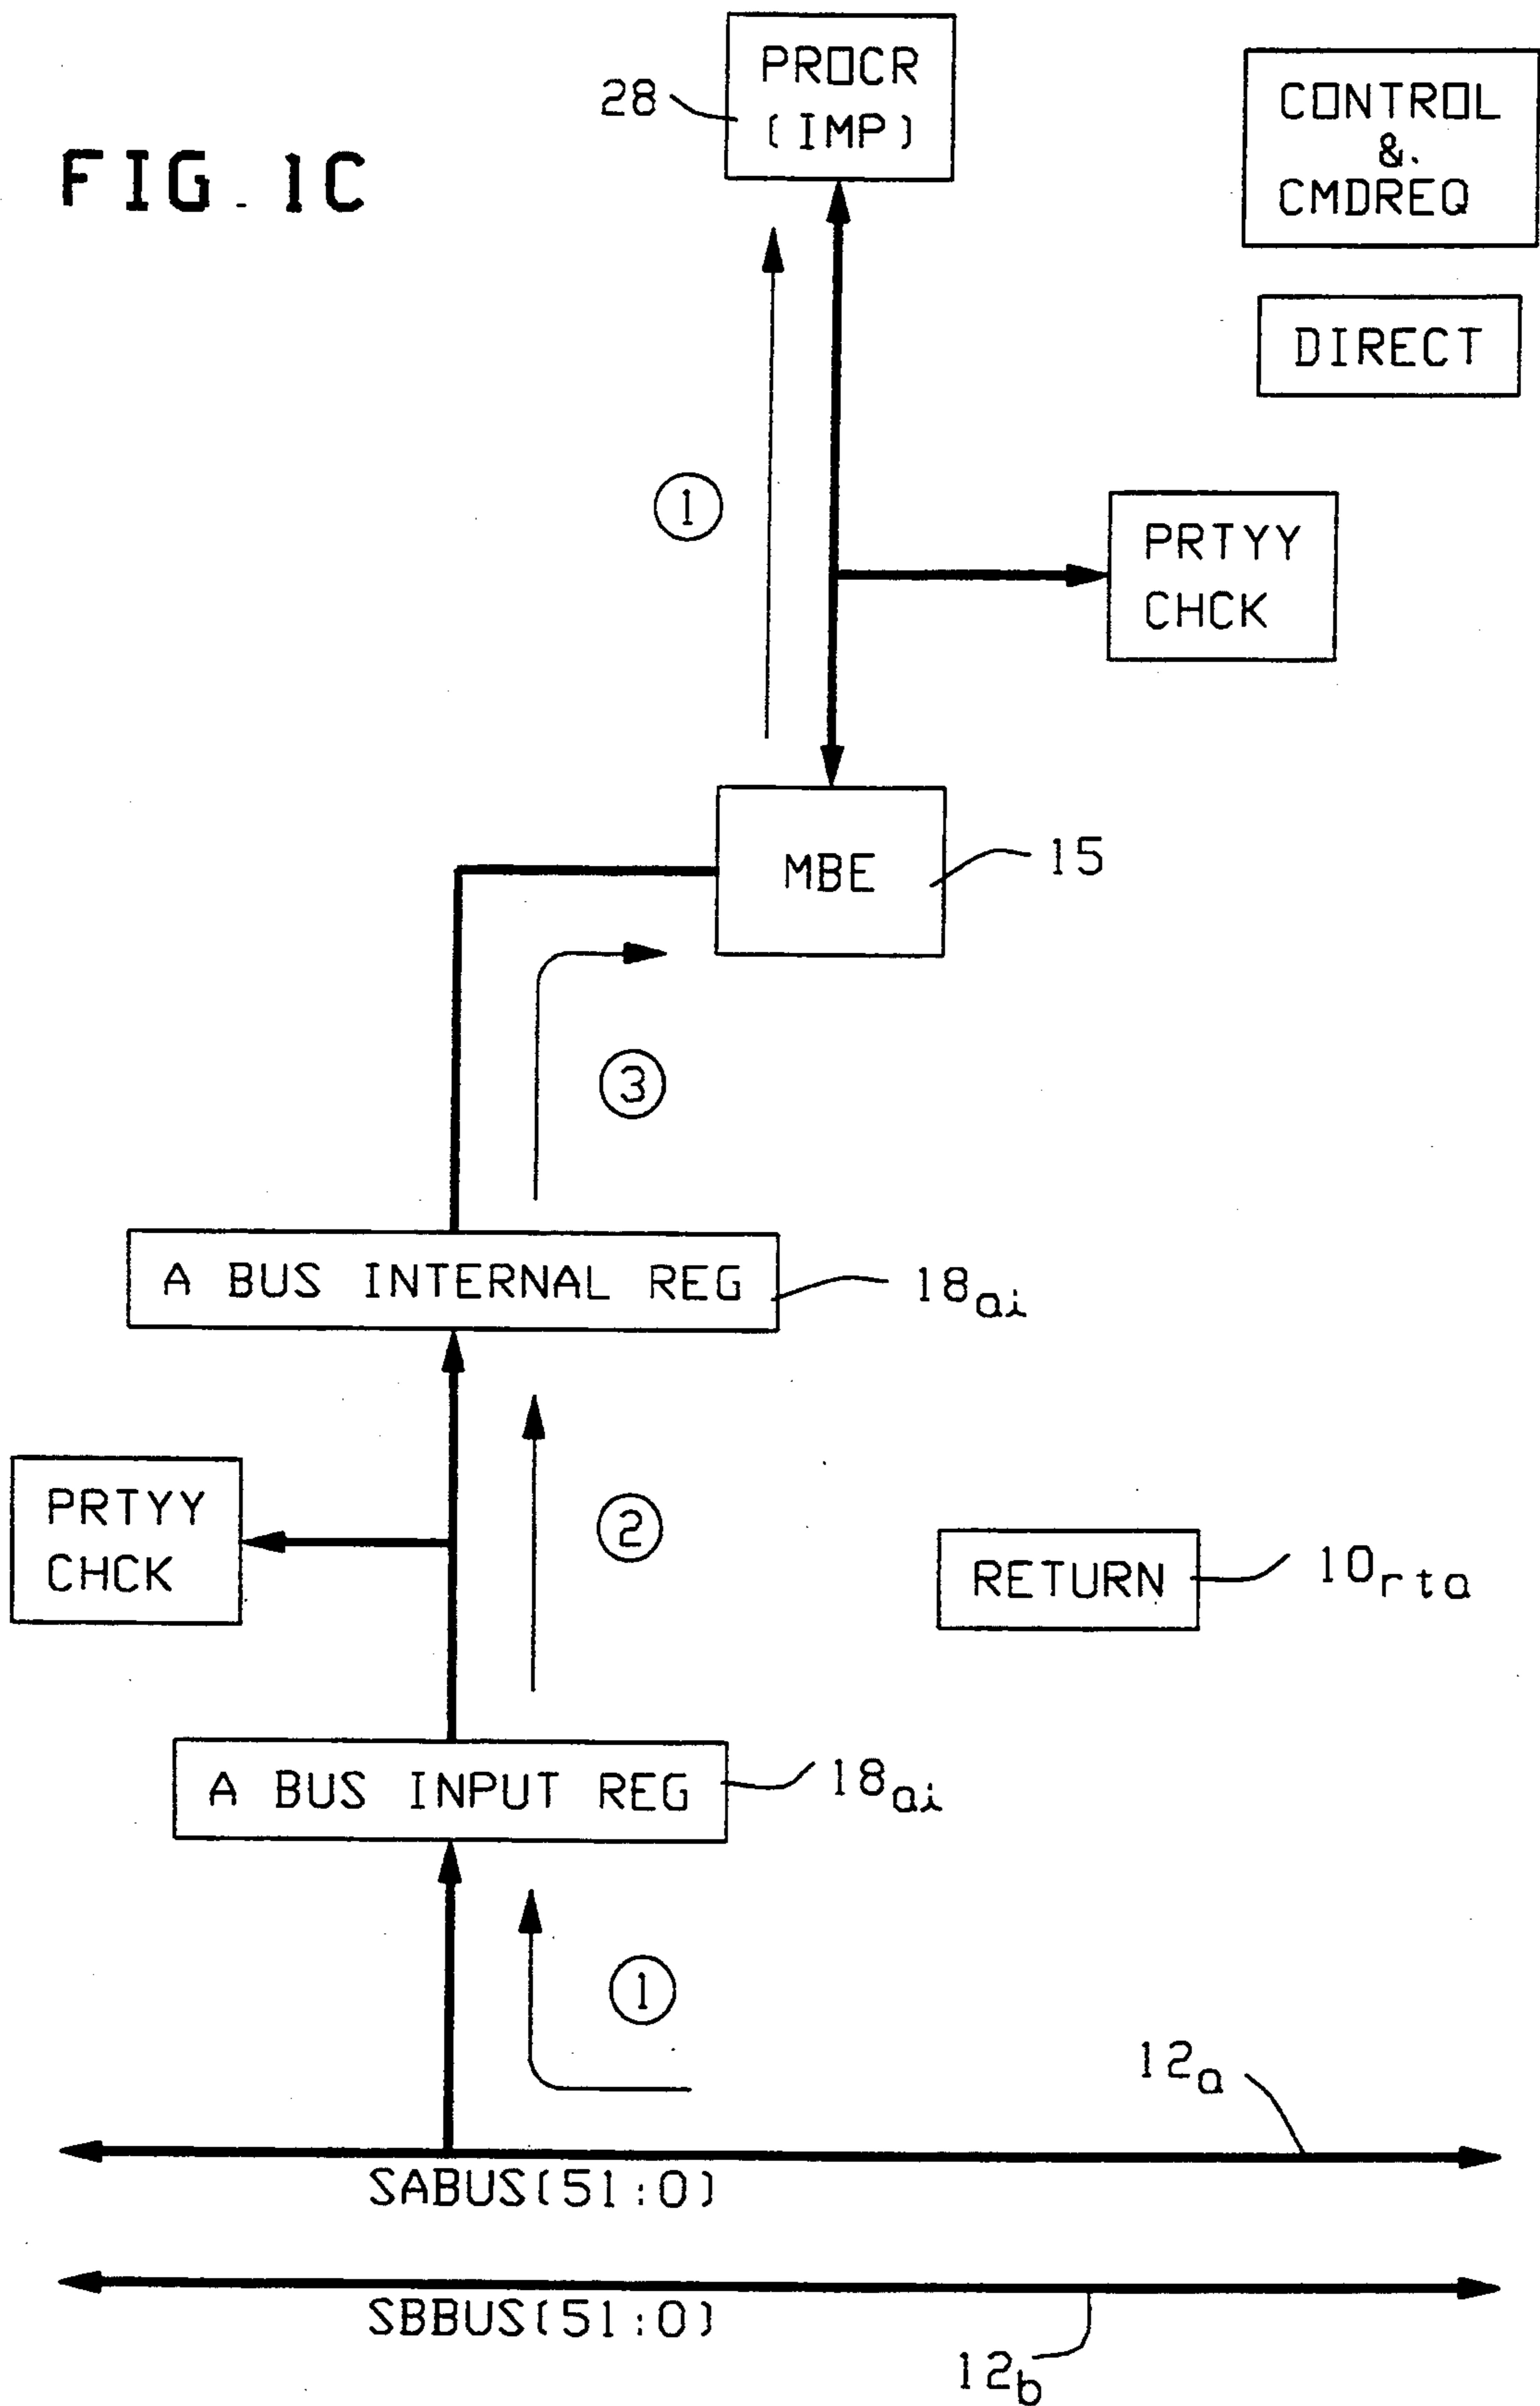 PROCR
(IMP)
28
CONTROL
&
CMDREQ
FIG. 1C
DIRECT
1
PRTYY
CHCK
MBE
15
3
A BUS INTERNAL REG
18ai
PRTYY
CHCK
2
RETURN
10rta
A BUS INPUT REG
18ai
1
12a
SABUS(51:0)
SBBUS(51:0)
12b